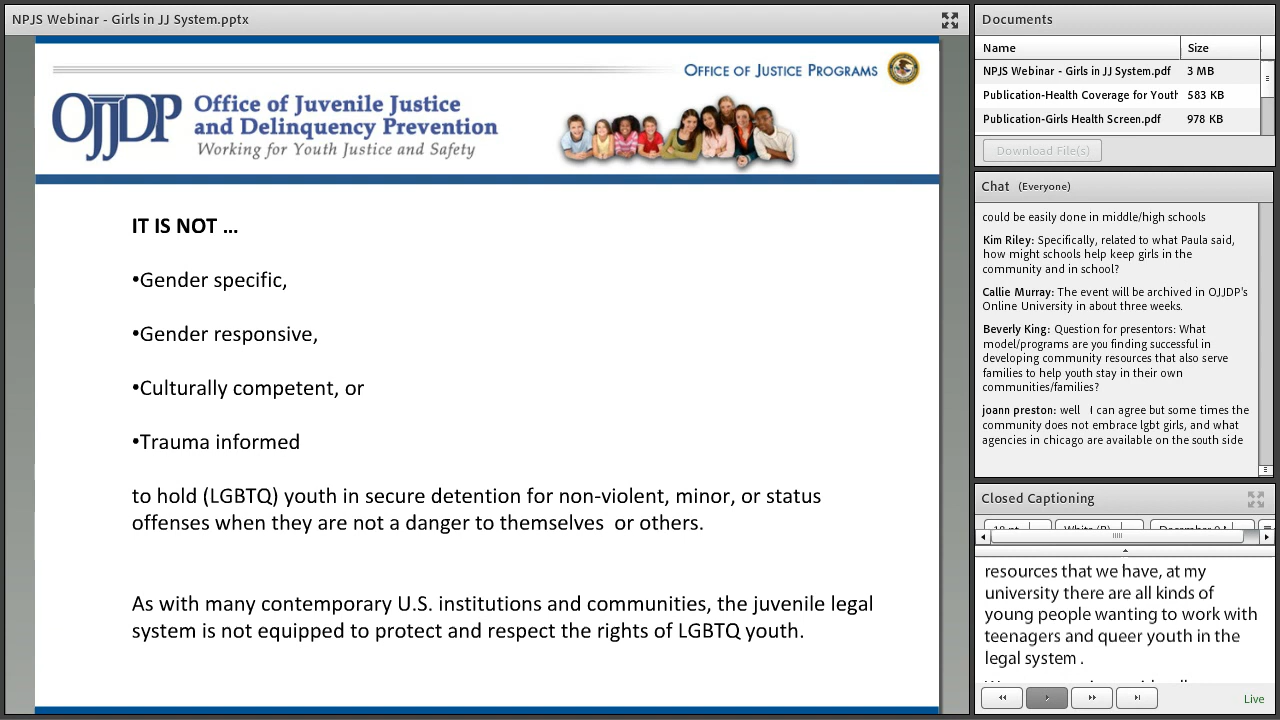 NPJS Webinar - Girls in JJ System.pptx
OFFICE OF JUSTICE PROGRAMS
OJJDP
Office of Juvenile Justice
and Delinquency Prevention
Working for Youth Justice and Safety
IT IS NOT ...
•Gender specific,
•Gender responsive,
•Culturally competent, or
•Trauma informed
to hold (LGBTQ) youth in secure detention for non-violent, minor, or status
offenses when they are not a danger to themselves or others.
As with many contemporary U.S. institutions and communities, the juvenile legal
system is not equipped to protect and respect the rights of LGBTQ youth.
Documents
Name Size
NPJS Webinar - Girls in JJ System.pdf 3 MB
Publication-Health Coverage for Youth 583 KB
Publication-Girls Health Screen.pdf 978 KB
Download File(s)
Chat (Everyone)
could be easily done in middle/high schools
Kim Riley: Specifically, related to what Paula said,
how might schools help keep girls in the
community and in school?
Callie Murray: The event will be archived in OJJDP's
Online University in about three weeks.
Beverly King: Question for presentors: What
model/programs are you finding successful in
developing community resources that also serve
families to help youth stay in their own
communities/families?
joann preston: well I can agree but some times the
community does not embrace lgbt girls, and what
agencies in chicago are available on the south side
Closed Captioning
resources that we have, at my
university there are all kinds of
young people wanting to work with
teenagers and queer youth in the
legal system .
Live